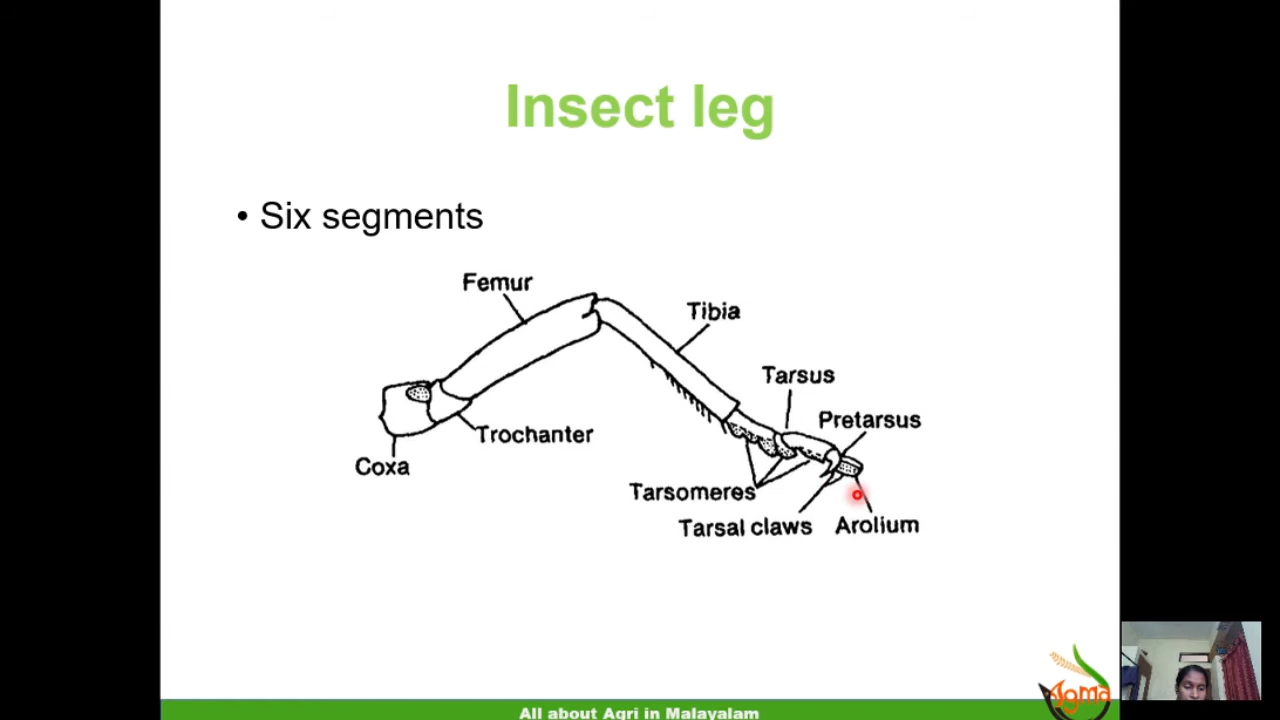 Insect leg
• Six segments
Femur
Tibia
Tarsus
Pretarsus
Trochanter
Coxa
Tarsomeres
Tarsal claws
Arolium
All about Agri in Malayalam